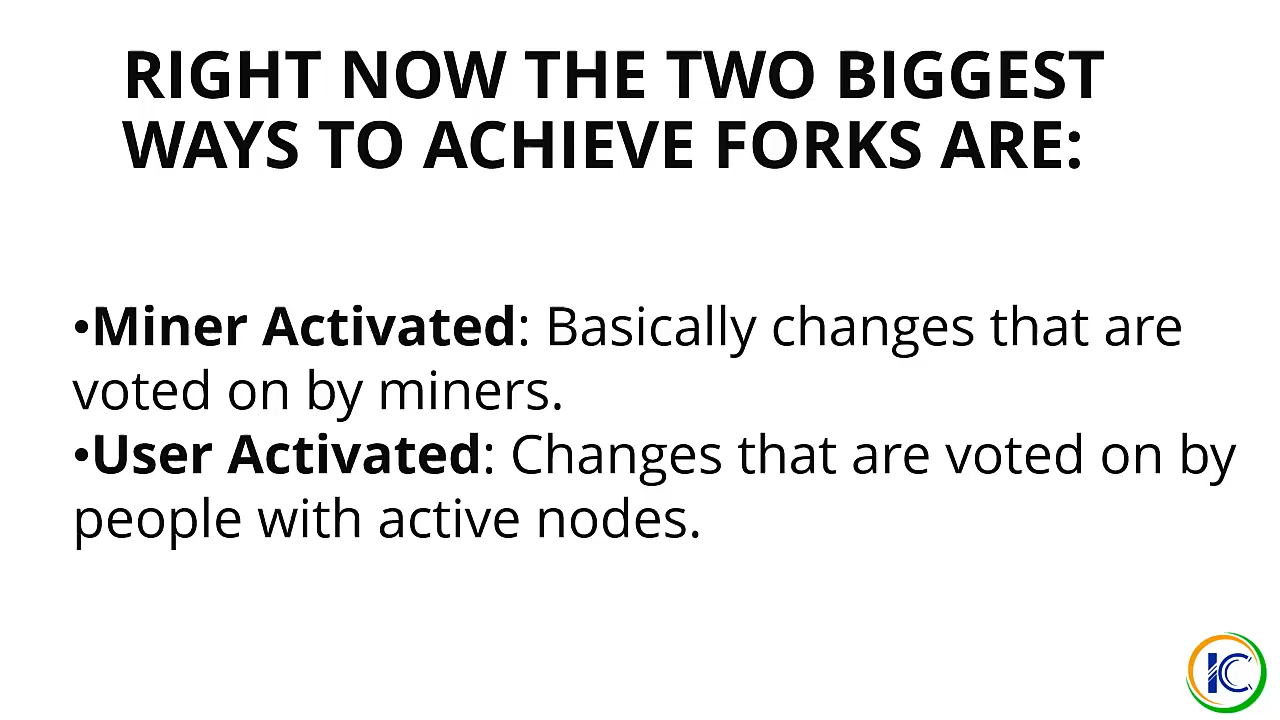 RIGHT NOW THE TWO BIGGEST
WAYS TO ACHIEVE FORKS ARE:
•Miner Activated: Basically changes that are
voted on by miners.
•User Activated: Changes that are voted on by
people with active nodes.
IC